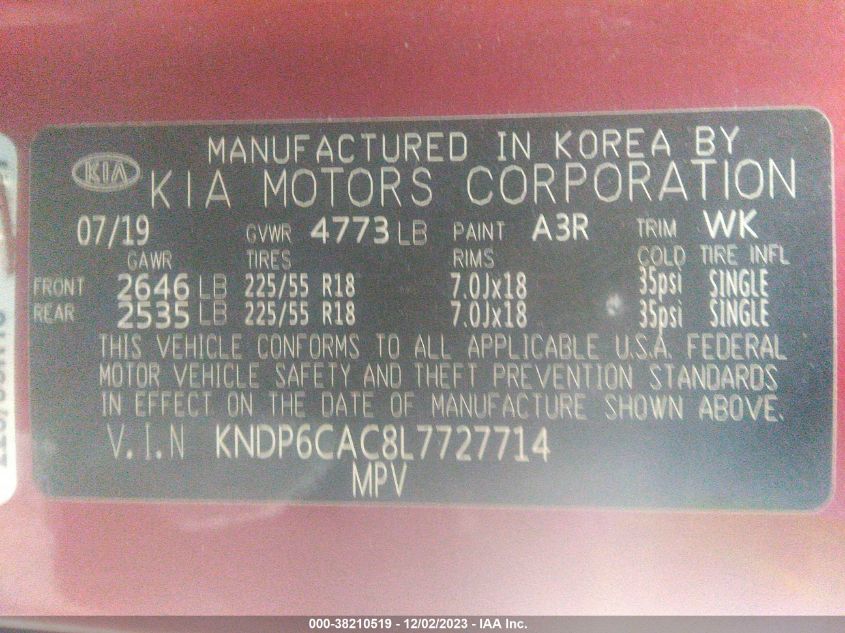 MANUFACTURED IN KOREA BY
KIA KIA MOTORS CORPORATION
07/19 GVWR 4773 LB PAINT A3R TRIM WK
GAWR TIRES RIMS COLD TIRE INFL
FRONT 2646 LB 225/55 R18 7.0Jx18 35psi SINGLE
REAR 2535 LB 225/55 R18 7.0Jx18 35psi SINGLE
THIS VEHICLE CONFORMS TO ALL APPLICABLE U.S.A. FEDERAL
MOTOR VEHICLE SAFETY AND THEFT PREVENTION STANDARDS
IN EFFECT ON THE DATE OF MANUFACTURE SHOWN ABOVE.
V.I.N KNDP6CAC8L7727714
MPV
000-38210519 - 12/02/2023 - IAA Inc.